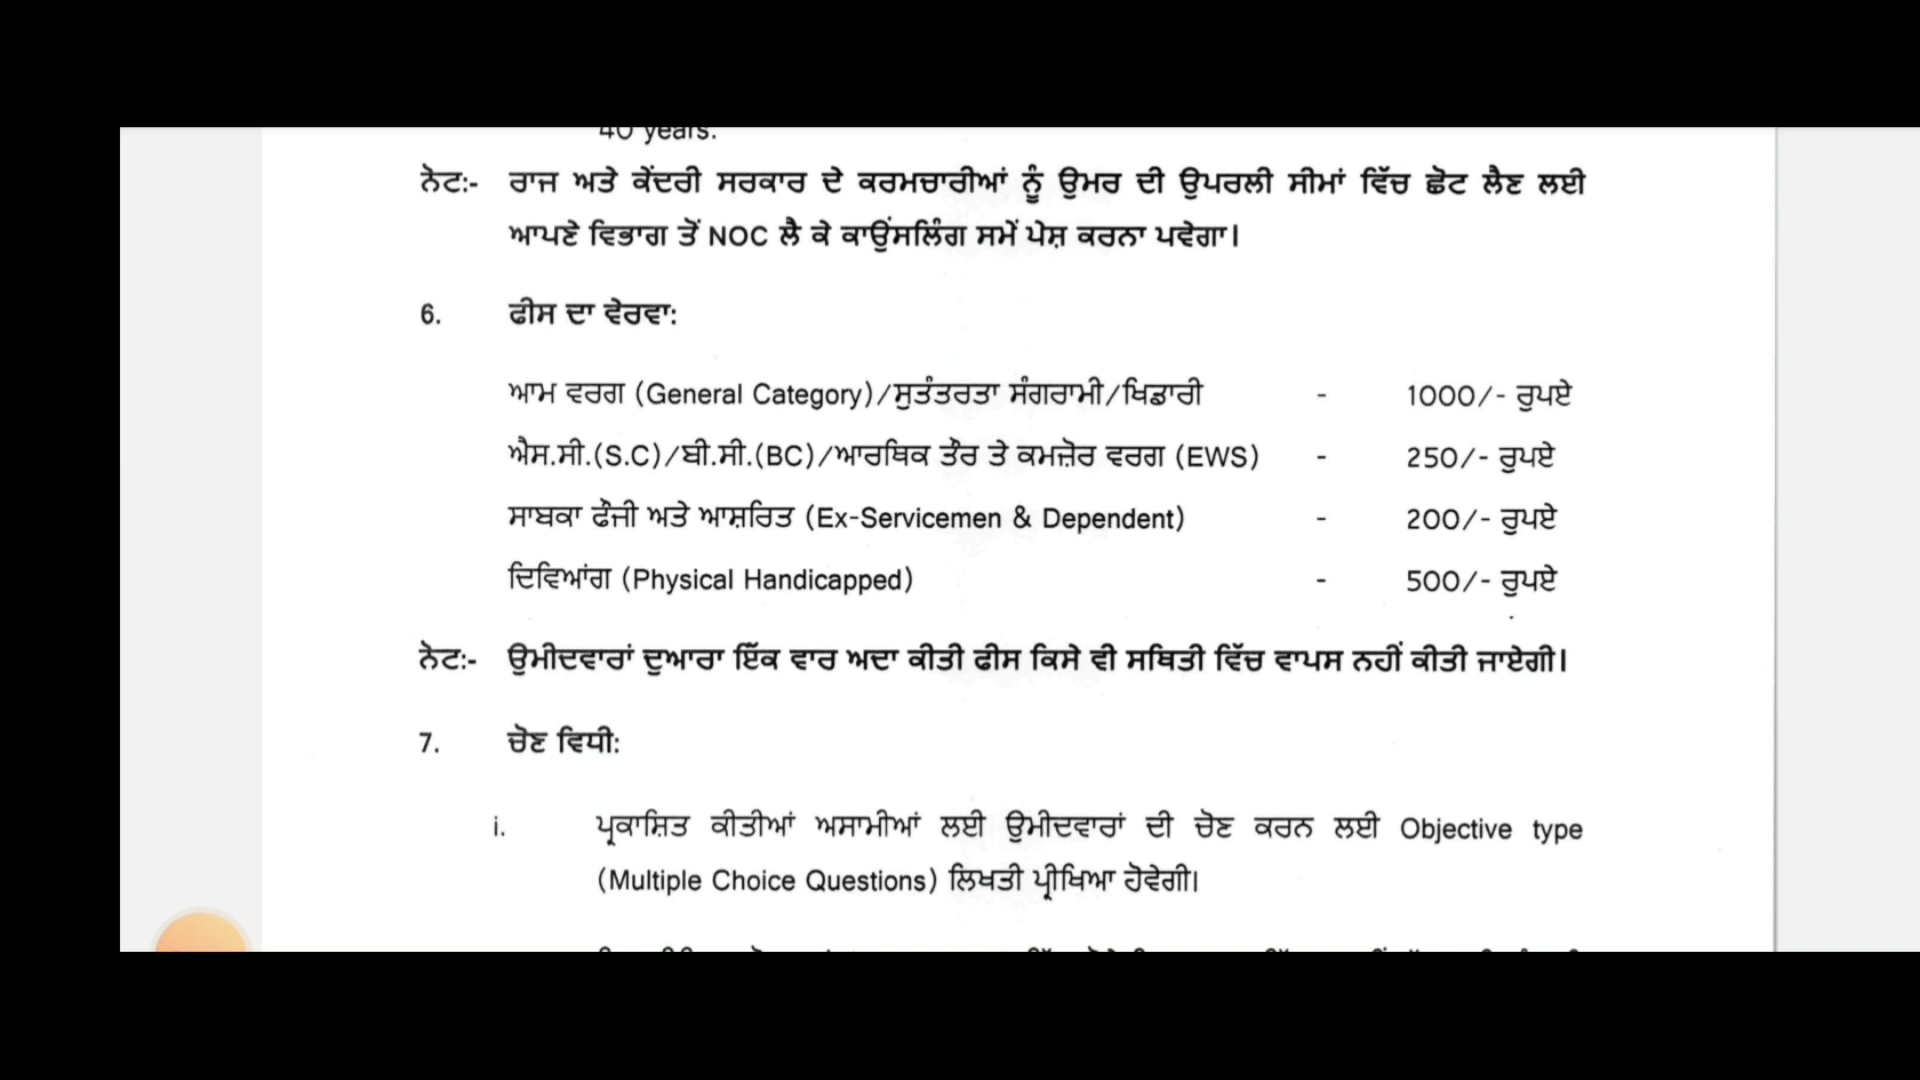 40 years.
ਨੋਟ:- ਰਾਜ ਅਤੇ ਕੇਂਦਰੀ ਸਰਕਾਰ ਦੇ ਕਰਮਚਾਰੀਆਂ ਨੂੰ ਉਮਰ ਦੀ ਉਪਰਲੀ ਸੀਮਾਂ ਵਿੱਚ ਛੋਟ ਲੈਣ ਲਈ
ਆਪਣੇ ਵਿਭਾਗ ਤੋਂ NOC ਲੈ ਕੇ ਕਾਉਂਸਲਿੰਗ ਸਮੇਂ ਪੇਸ਼ ਕਰਨਾ ਪਵੇਗਾ।
6. ਫੀਸ ਦਾ ਵੇਰਵਾ:
ਆਮ ਵਰਗ (General Category)/ਸੁਤੰਤਰਤਾ ਸੰਗਰਾਮੀ/ਖਿਡਾਰੀ - 1000/- ਰੁਪਏ
ਐਸ.ਸੀ.(S.C)/ਬੀ.ਸੀ.(BC)/ਆਰਥਿਕ ਤੌਰ ਤੇ ਕਮਜ਼ੋਰ ਵਰਗ (EWS) - 250/- ਰੁਪਏ
ਸਾਬਕਾ ਫੌਜੀ ਅਤੇ ਆਸ਼ਰਿਤ (Ex-Servicemen & Dependent) - 200/- ਰੁਪਏ
ਦਿਵਿਆਂਗ (Physical Handicapped) - 500/- ਰੁਪਏ
ਨੋਟ:- ਉਮੀਦਵਾਰਾਂ ਦੁਆਰਾ ਇੱਕ ਵਾਰ ਅਦਾ ਕੀਤੀ ਫੀਸ ਕਿਸੇ ਵੀ ਸਥਿਤੀ ਵਿੱਚ ਵਾਪਸ ਨਹੀਂ ਕੀਤੀ ਜਾਏਗੀ।
7. ਚੋਣ ਵਿਧੀ:
i. ਪ੍ਰਕਾਸ਼ਿਤ ਕੀਤੀਆਂ ਅਸਾਮੀਆਂ ਲਈ ਉਮੀਦਵਾਰਾਂ ਦੀ ਚੋਣ ਕਰਨ ਲਈ Objective type
(Multiple Choice Questions) ਲਿਖਤੀ ਪ੍ਰੀਖਿਆ ਹੋਵੇਗੀ।